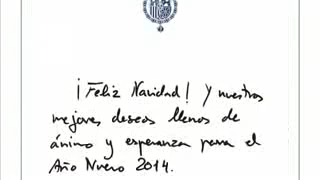 ¡Feliz Navidad! Y nuestros
mejores deseos llenos de
ánimo y esperanza para el
Año Nuevo 2014.